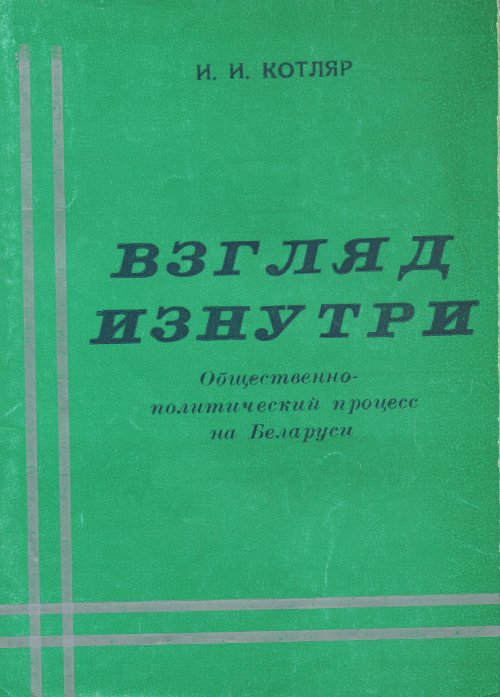 И. И. КОТЛЯР
ВЗГЛЯД
ИЗНУТРИ
Общественно-
политический процесс
на Беларуси